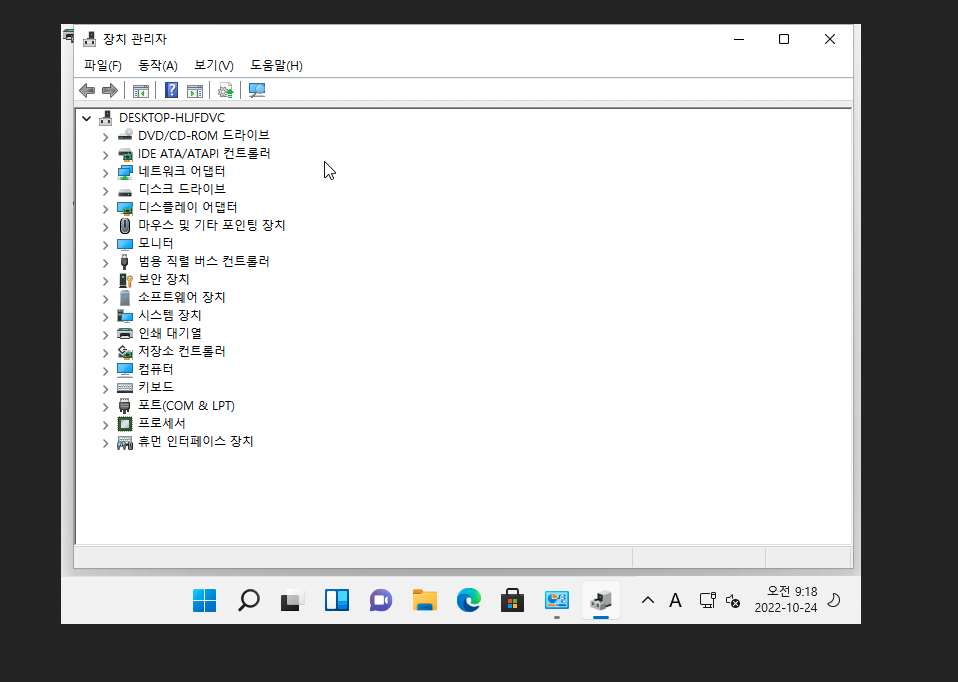 장치 관리자
파일(F) 동작(A) 보기(V) 도움말(H)
DESKTOP-HLJFDVC
DVD/CD-ROM 드라이브
IDE ATA/ATAPI 컨트롤러
네트워크 어댑터
디스크 드라이브
디스플레이 어댑터
마우스 및 기타 포인팅 장치
모니터
범용 직렬 버스 컨트롤러
보안 장치
소프트웨어 장치
시스템 장치
인쇄 대기열
저장소 컨트롤러
컴퓨터
키보드
포트(COM & LPT)
프로세서
휴먼 인터페이스 장치
A
오전 9:18
2022-10-24